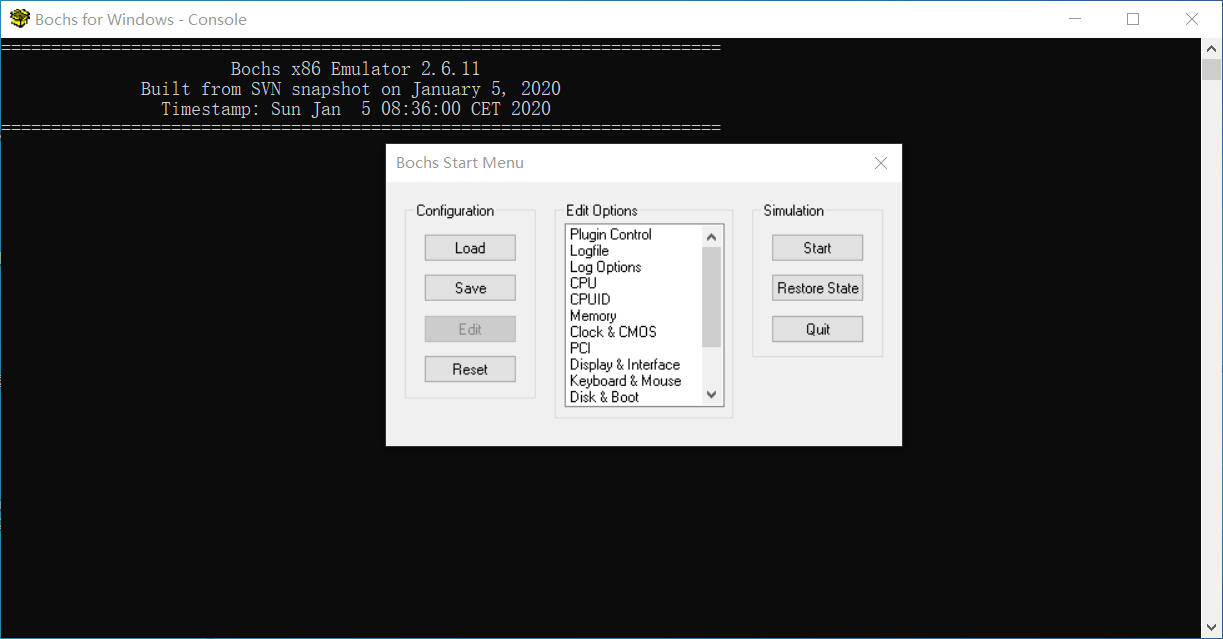 Bochs for Windows - Console
========================================================================
Bochs x86 Emulator 2.6.11
Built from SVN snapshot on January 5, 2020
Timestamp: Sun Jan  5 08:36:00 CET 2020
========================================================================
Bochs Start Menu
Configuration
Load
Save
Edit
Reset
Edit Options
Plugin Control
Logfile
Log Options
CPU
CPUID
Memory
Clock & CMOS
PCI
Display & Interface
Keyboard & Mouse
Disk & Boot
Simulation
Start
Restore State
Quit